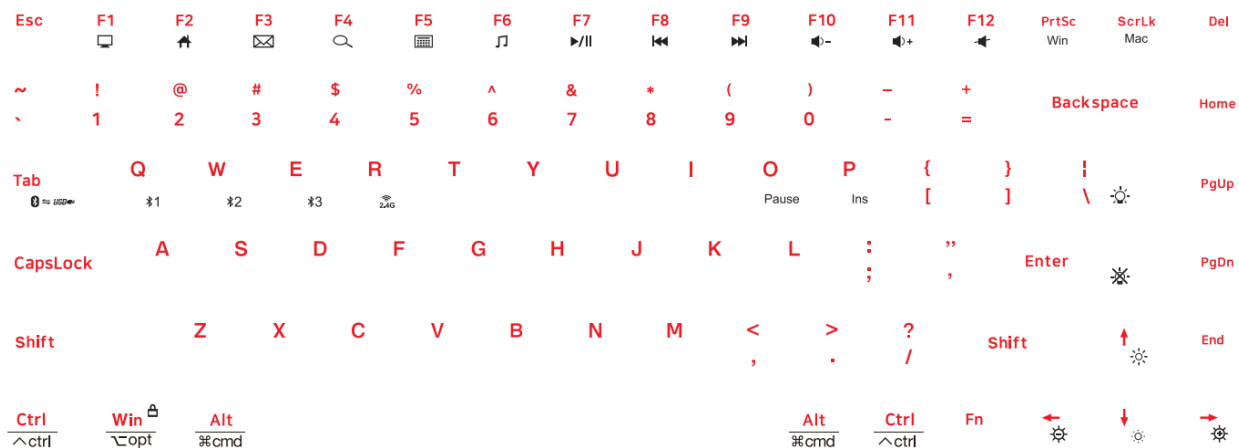 Esc F1 F2 F3 F4 F5 F6 F7 F8 F9 F10 F11 F12 PrtSc ScrLk Del
- + Win Mac
~ ! @ # $ % ^ & * ( ) – + Backspace Home
` 1 2 3 4 5 6 7 8 9 0 - =
Tab Q W E R T Y U I O P { } ¦ PgUp
USB 1 2 3 2.4G Pause Ins [ ] \
CapsLock A S D F G H J K L : ” Enter PgDn
; ,
Shift Z X C V B N M < > ? Shift End
, . /
Ctrl Win Alt Alt Ctrl Fn
⌃ctrl ⌥opt ⌘cmd ⌘cmd ⌃ctrl